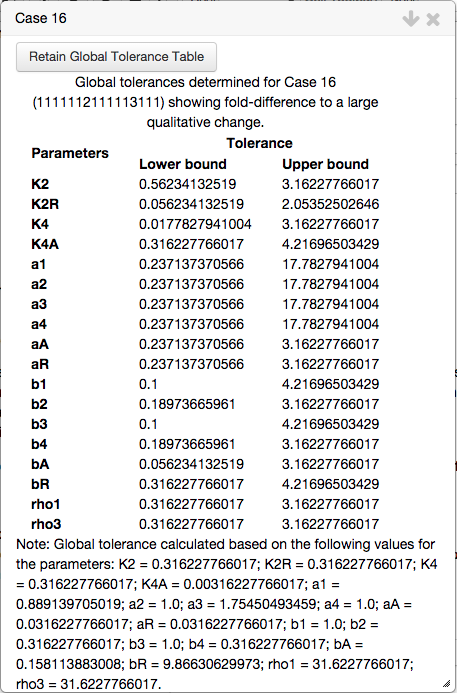 Case 16
Retain Global Tolerance Table
Global tolerances determined for Case 16
(1111112111113111) showing fold-difference to a large
qualitative change.
Parameters Tolerance
Lower bound Upper bound
K2 0.56234132519 3.16227766017
K2R 0.056234132519 2.05352502646
K4 0.0177827941004 3.16227766017
K4A 0.316227766017 4.21696503429
a1 0.237137370566 17.7827941004
a2 0.237137370566 17.7827941004
a3 0.237137370566 17.7827941004
a4 0.237137370566 17.7827941004
aA 0.237137370566 3.16227766017
aR 0.237137370566 3.16227766017
b1 0.1 4.21696503429
b2 0.18973665961 3.16227766017
b3 0.1 4.21696503429
b4 0.18973665961 3.16227766017
bA 0.056234132519 3.16227766017
bR 0.316227766017 4.21696503429
rho1 0.316227766017 3.16227766017
rho3 0.316227766017 3.16227766017
Note: Global tolerance calculated based on the following values for
the parameters: K2 = 0.316227766017; K2R = 0.316227766017; K4
= 0.316227766017; K4A = 0.00316227766017; a1 =
0.889139705019; a2 = 1.0; a3 = 1.75450493459; a4 = 1.0; aA =
0.0316227766017; aR = 0.0316227766017; b1 = 1.0; b2 =
0.316227766017; b3 = 1.0; b4 = 0.316227766017; bA =
0.158113883008; bR = 9.86630629973; rho1 = 31.6227766017;
rho3 = 31.6227766017.